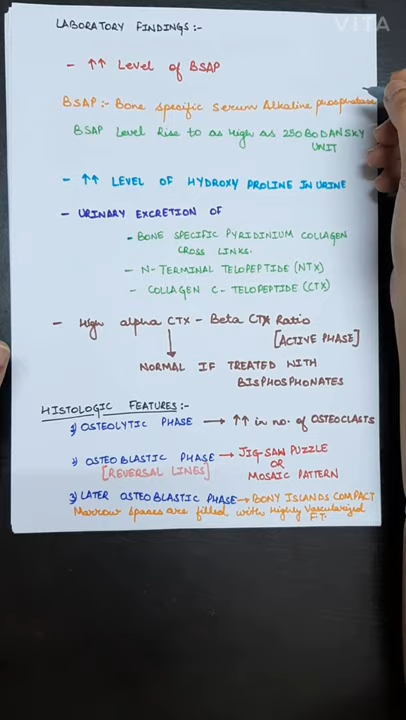 ViTA
LABORATORY FINDINGS :-
- ↑↑ Level of BSAP
BSAP :- Bone specific serum Alkaline phosphatase
BSAP Level Rise to as High as 250 BODANSKY
UNIT
- ↑↑ LEVEL OF HYDROXY PROLINE IN URINE
- URINARY EXCRETION OF
- BONE SPECIFIC PYRIDINIUM COLLAGEN
CROSS LINKS.
- N-TERMINAL TELOPEPTIDE (NTX)
- COLLAGEN C-TELOPEPTIDE (CTX)
- High alpha CTX - Beta CTX Ratio
[ACTIVE PHASE]
NORMAL IF TREATED WITH
BISPHOSPHONATES
HISTOLOGIC FEATURES :-
1) OSTEOLYTIC PHASE → ↑↑ in no. of OSTEOCLASTS
2) OSTEOBLASTIC PHASE → JIG-SAW PUZZLE
[REVERSAL LINES] OR
MOSAIC PATTERN
3) LATER OSTEOBLASTIC PHASE → BONY ISLANDS COMPACT
Marrow spaces are filled with Highly Vascularized
F.T.